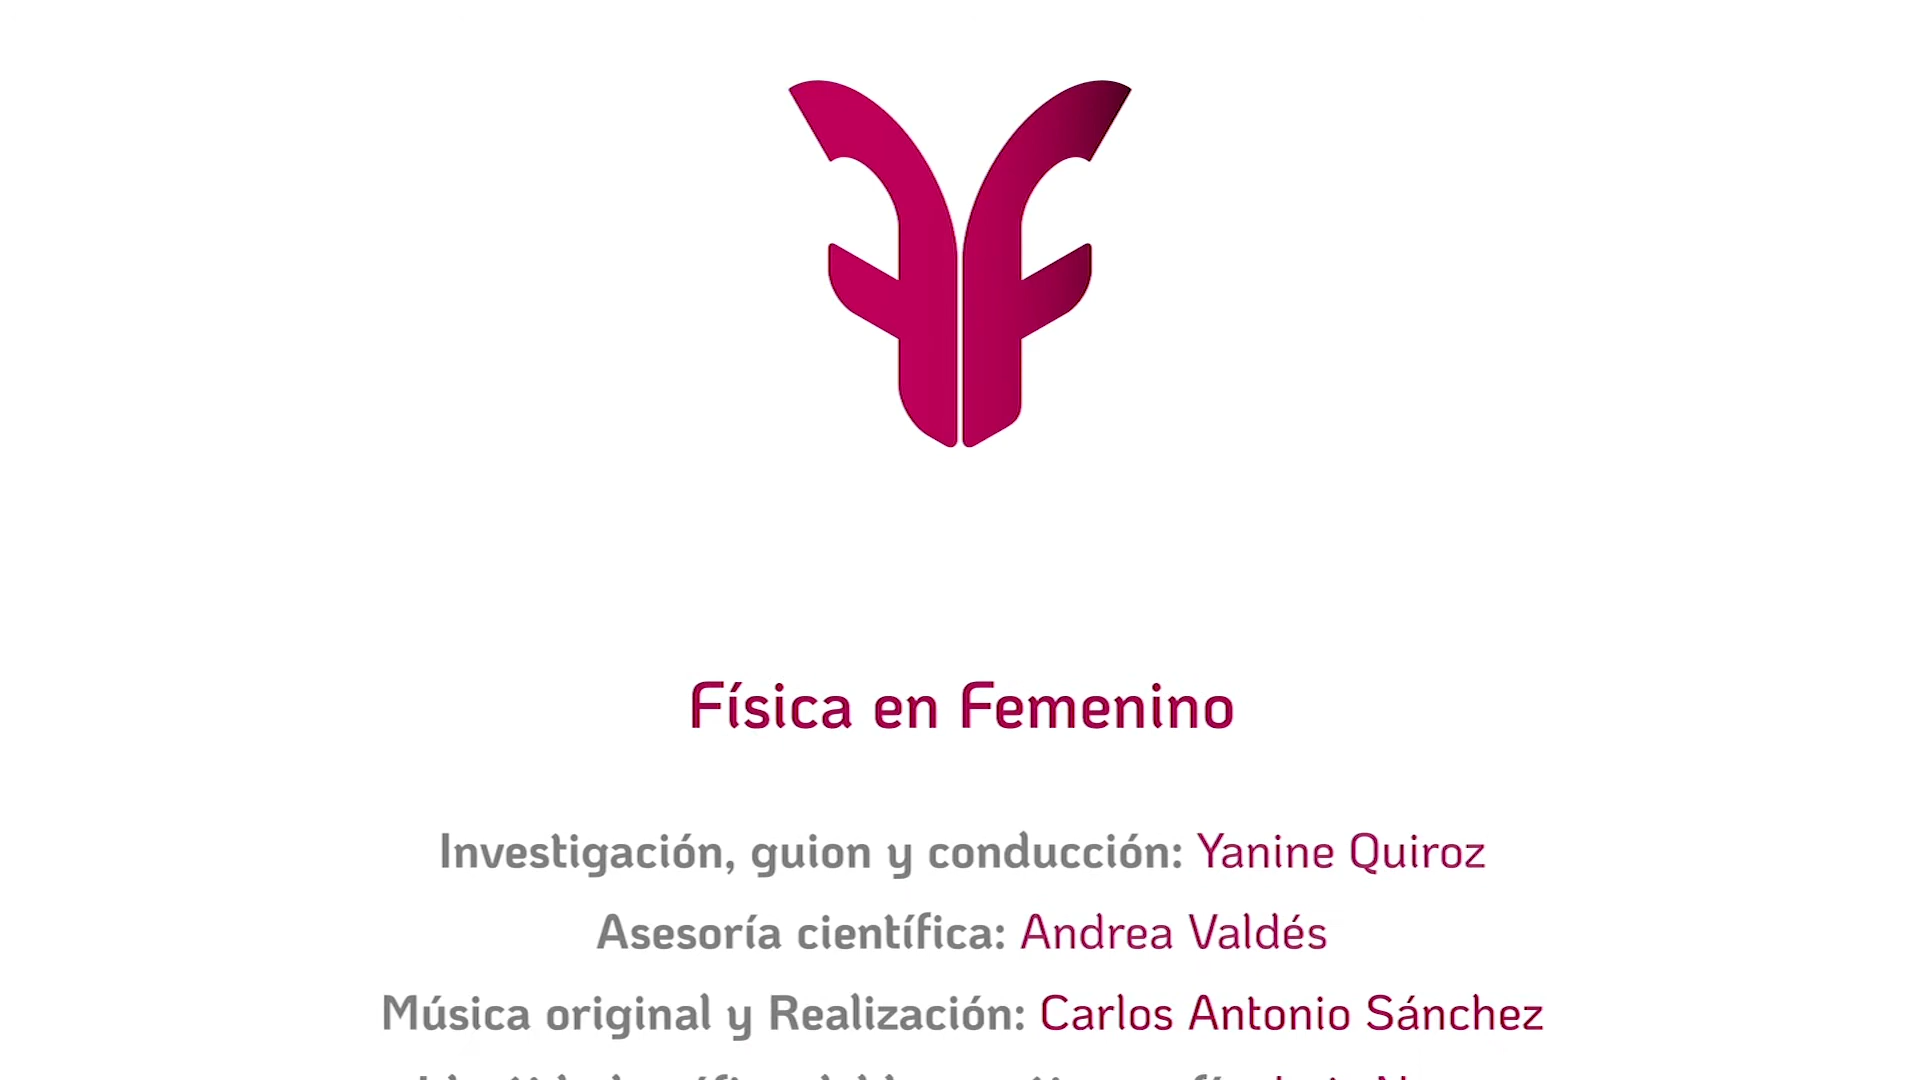 Física en Femenino
Investigación, guion y conducción: Yanine Quiroz
Asesoría científica: Andrea Valdés
Música original y Realización: Carlos Antonio Sánchez